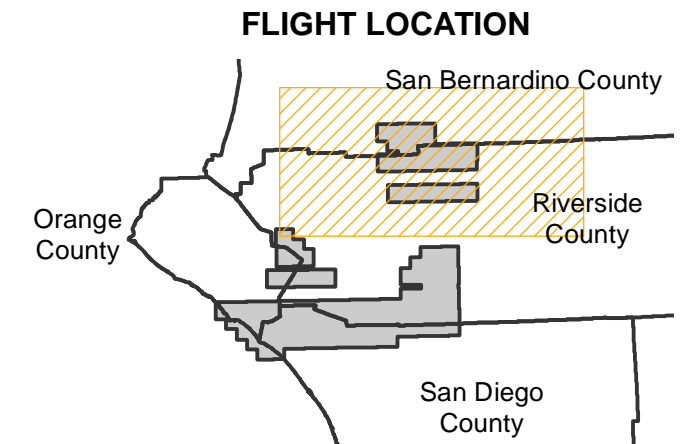 FLIGHT LOCATION
San Bernardino County
Orange
County
Riverside
County
San Diego
County